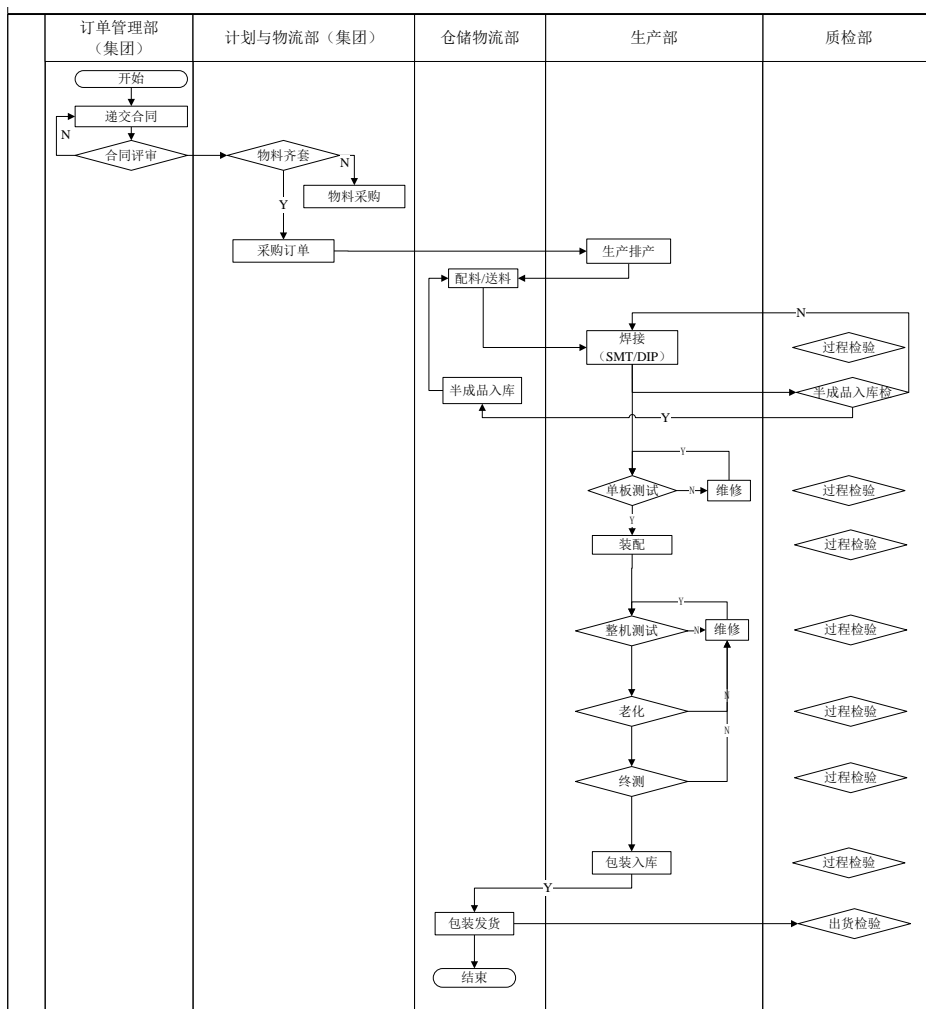 订单管理部
（集团）
计划与物流部（集团）
仓储物流部
生产部
质检部
开始
递交合同
N
合同评审
物料齐套
N
物料采购
Y
采购订单
生产排产
配料/送料
N
焊接
（SMT/DIP）
过程检验
半成品入库
半成品入库检
Y
Y
单板测试
N
维修
过程检验
Y
装配
过程检验
Y
整机测试
N
维修
过程检验
N
老化
过程检验
N
终测
过程检验
包装入库
过程检验
Y
包装发货
出货检验
结束